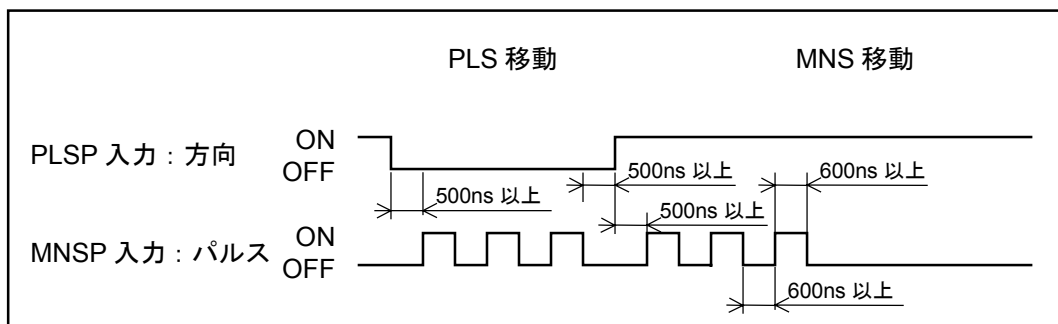 PLS 移動 MNS 移動
PLSP 入力：方向 ON
OFF
500ns 以上 600ns 以上
500ns 以上 500ns 以上
MNSP 入力：パルス ON
OFF
600ns 以上